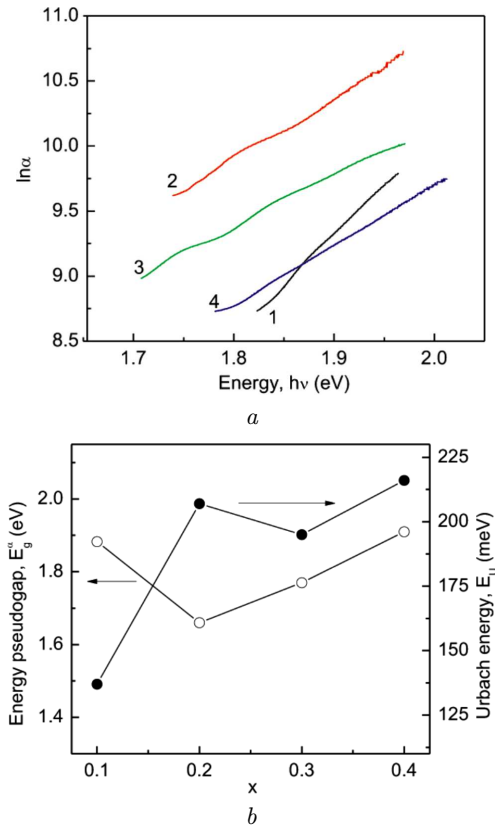 11.0
10.5
10.0
9.5
9.0
8.5
lnα
2
3
4
1
1.7 1.8 1.9 2.0
Energy, hν (eV)
a
2.0
1.8
1.6
1.4
Energy pseudogap, E_g^α (eV)
225
200
175
150
125
Urbach energy, E_U (meV)
0.1 0.2 0.3 0.4
x
b